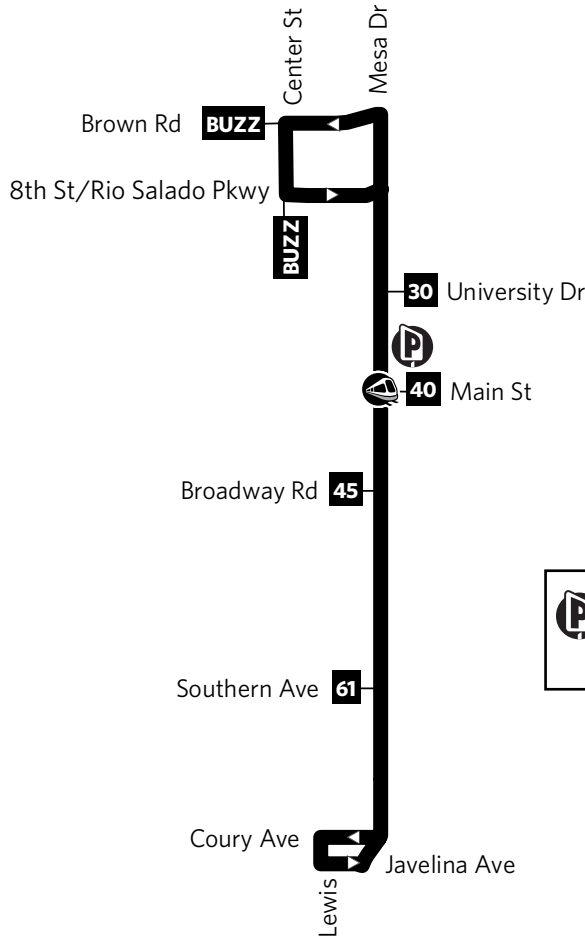 Center St
Mesa Dr
Brown Rd BUZZ
8th St/Rio Salado Pkwy
BUZZ
30 University Dr
P
40 Main St
Broadway Rd 45
P
Southern Ave 61
Coury Ave
Javelina Ave
Lewis